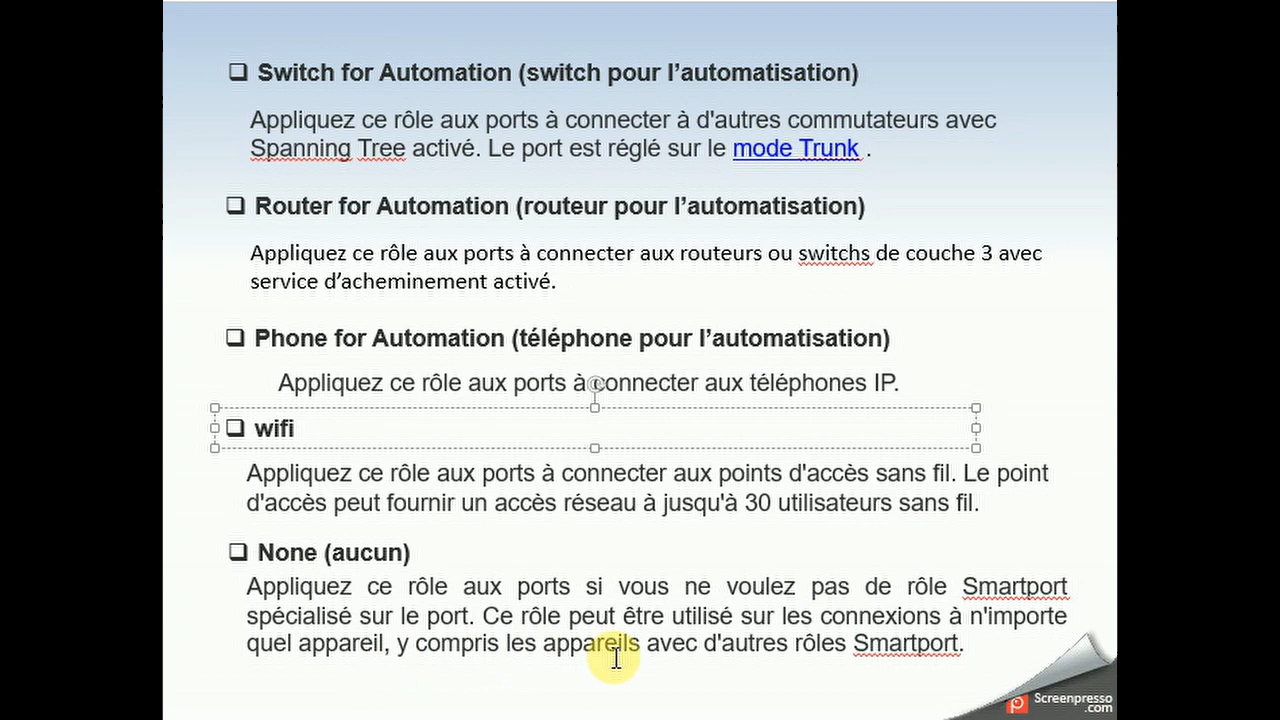 ❑ Switch for Automation (switch pour l’automatisation)
Appliquez ce rôle aux ports à connecter à d'autres commutateurs avec
Spanning Tree activé. Le port est réglé sur le mode Trunk .
❑ Router for Automation (routeur pour l’automatisation)
Appliquez ce rôle aux ports à connecter aux routeurs ou switchs de couche 3 avec
service d’acheminement activé.
❑ Phone for Automation (téléphone pour l’automatisation)
Appliquez ce rôle aux ports à connecter aux téléphones IP.
❑ wifi
Appliquez ce rôle aux ports à connecter aux points d'accès sans fil. Le point
d'accès peut fournir un accès réseau à jusqu'à 30 utilisateurs sans fil.
❑ None (aucun)
Appliquez ce rôle aux ports si vous ne voulez pas de rôle Smartport
spécialisé sur le port. Ce rôle peut être utilisé sur les connexions à n'importe
quel appareil, y compris les appareils avec d'autres rôles Smartport.
Screenpresso
.com